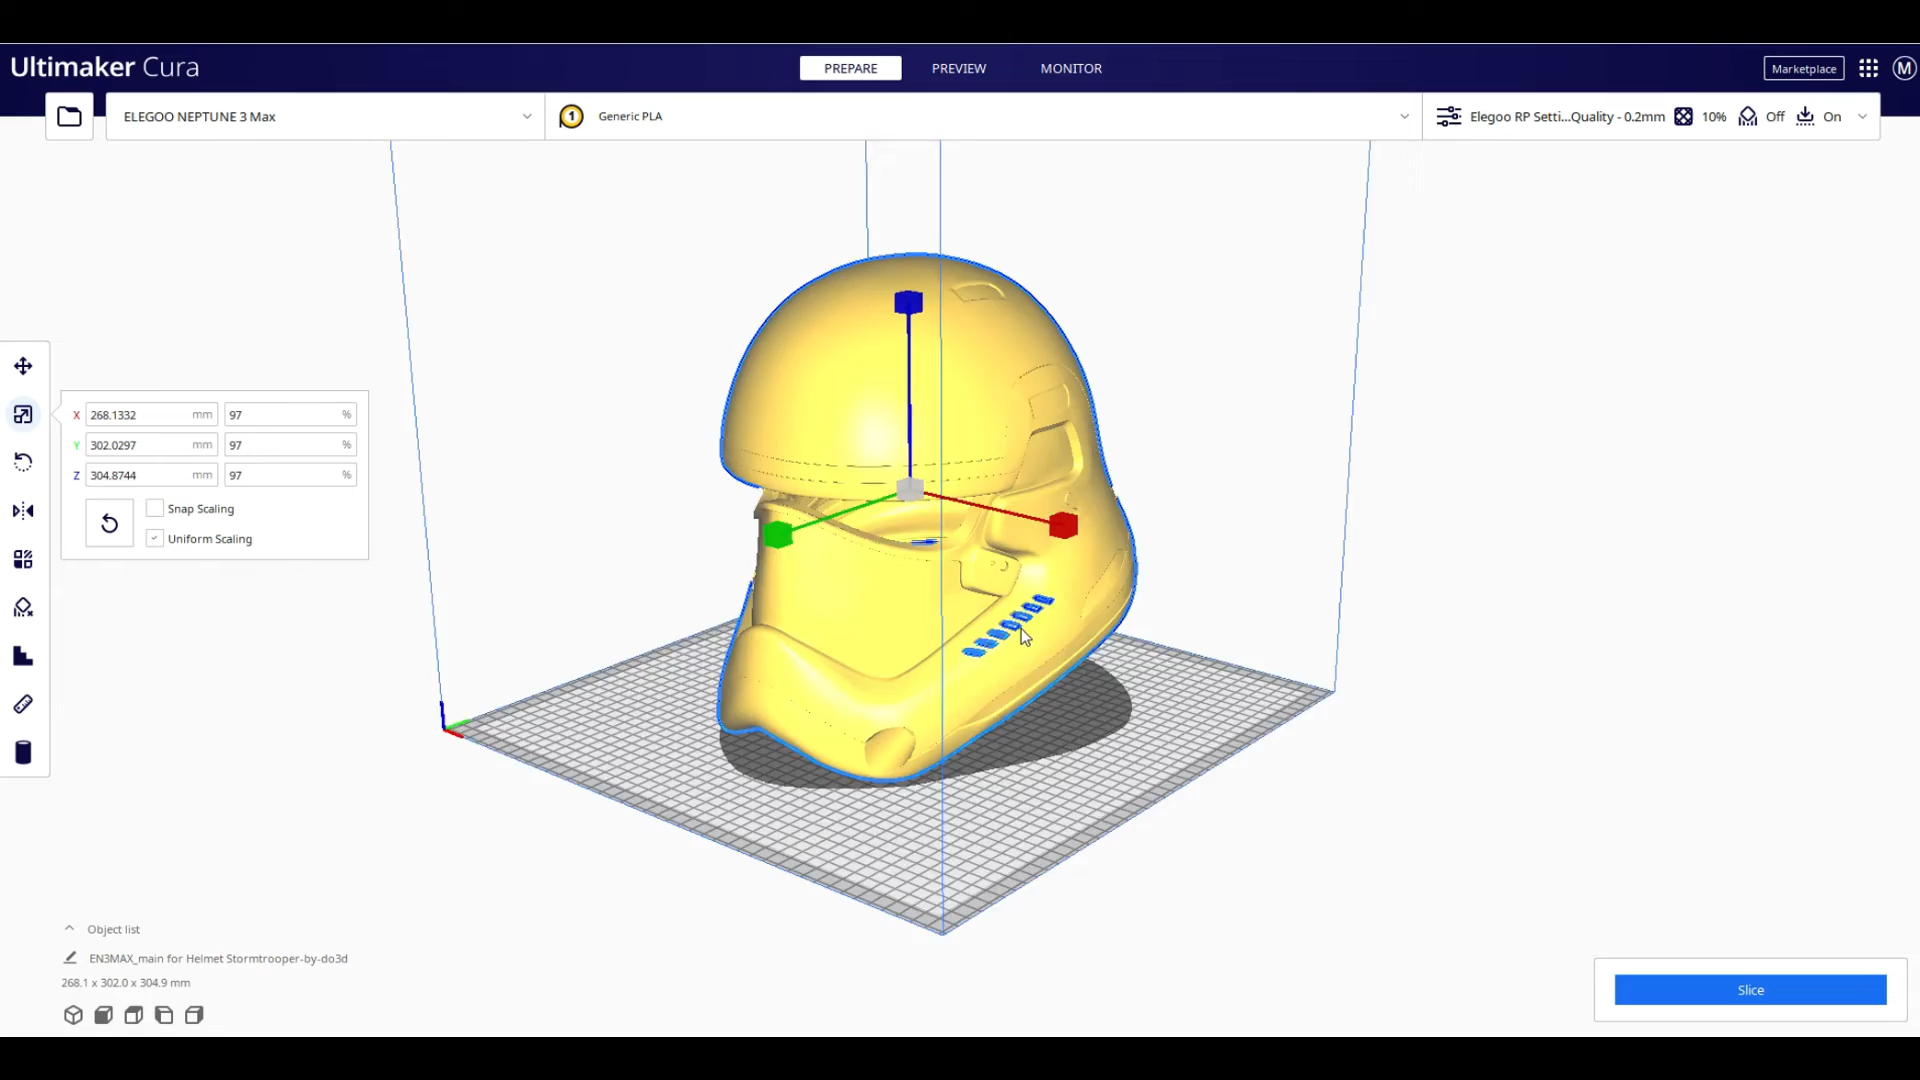 Ultimaker Cura
PREPARE
PREVIEW
MONITOR
Marketplace
M
ELEGOO NEPTUNE 3 Max
1
Generic PLA
Elegoo RP Setti...Quality - 0.2mm
10%
Off
On
X 268.1332 mm 97 %
Y 302.0297 mm 97 %
Z 304.8744 mm 97 %
Snap Scaling
Uniform Scaling
Object list
EN3MAX_main for Helmet Stormtrooper-by-do3d
268.1 x 302.0 x 304.9 mm
Slice